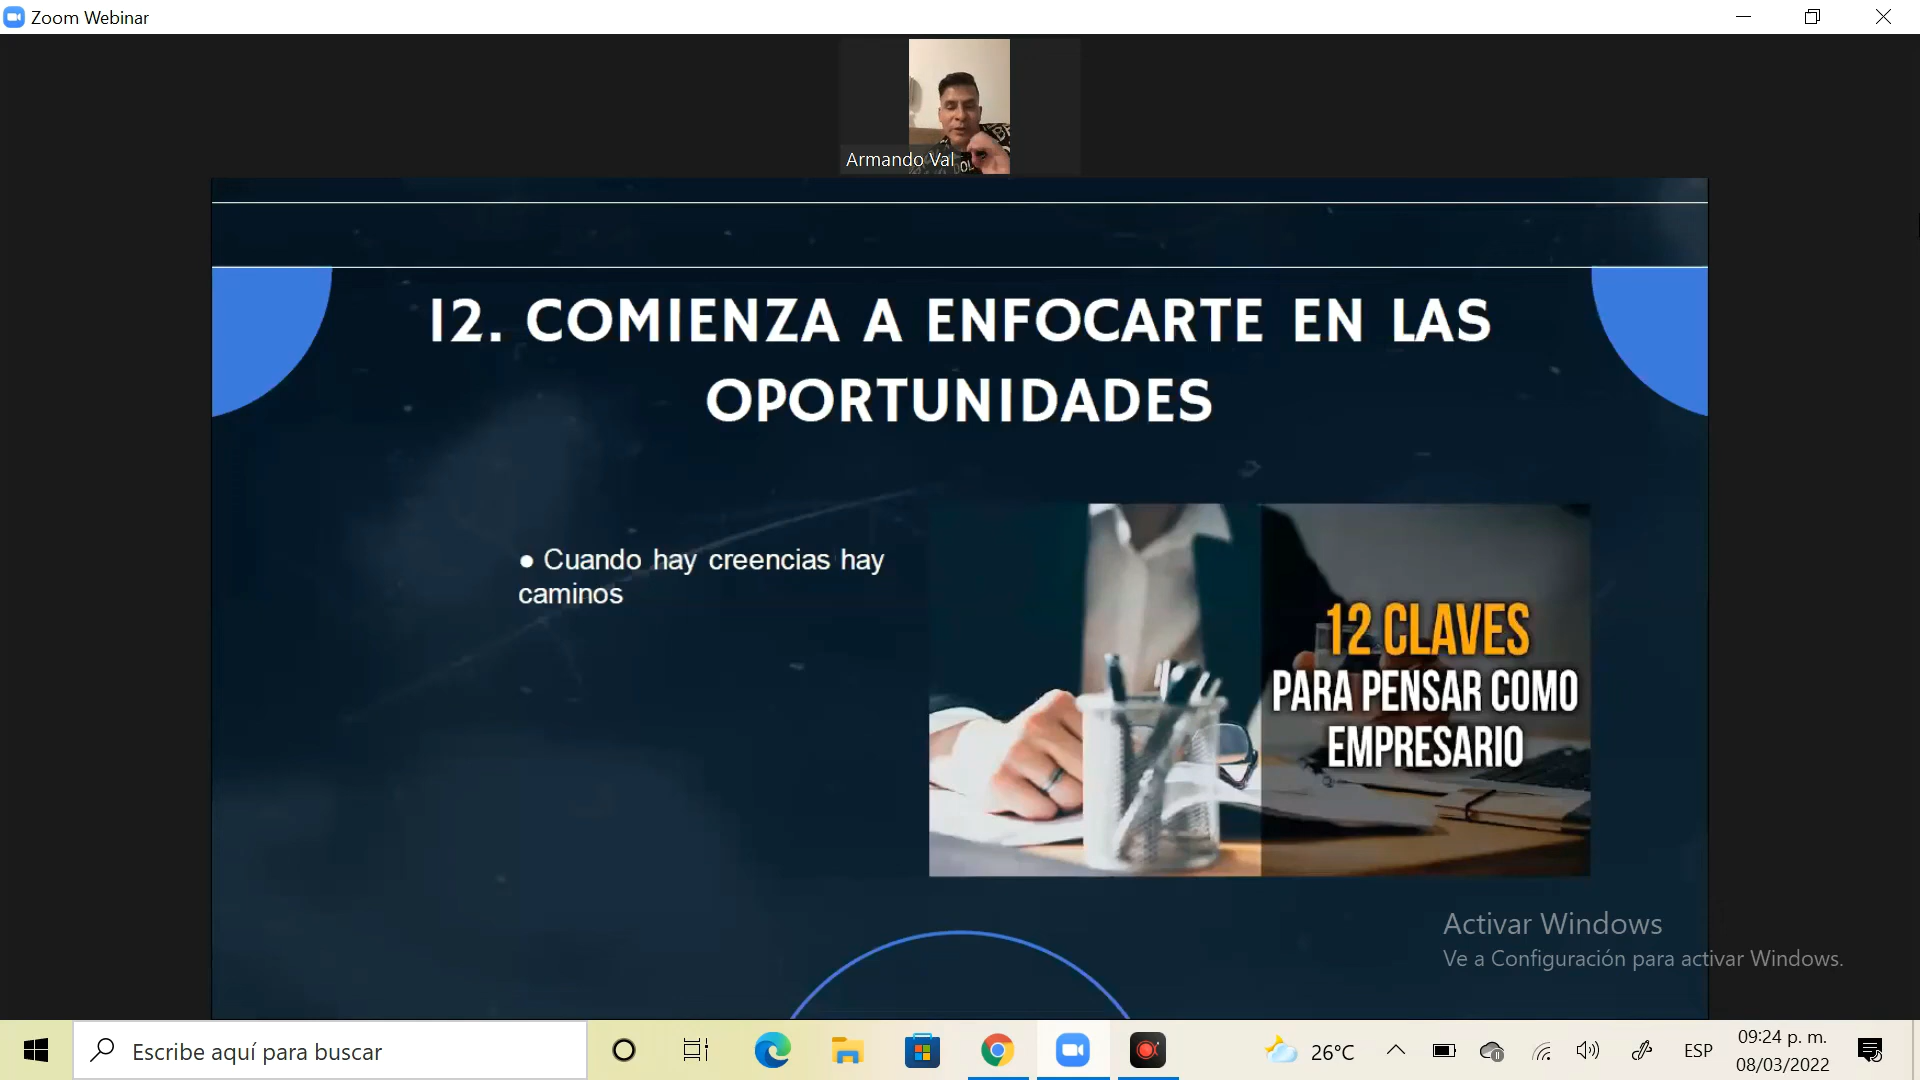 Zoom Webinar
Armando Val
12. COMIENZA A ENFOCARTE EN LAS
OPORTUNIDADES
● Cuando hay creencias hay
caminos
12 CLAVES
PARA PENSAR COMO
EMPRESARIO
Activar Windows
Ve a Configuración para activar Windows.
Escribe aquí para buscar
26°C
ESP
09:24 p. m.
08/03/2022